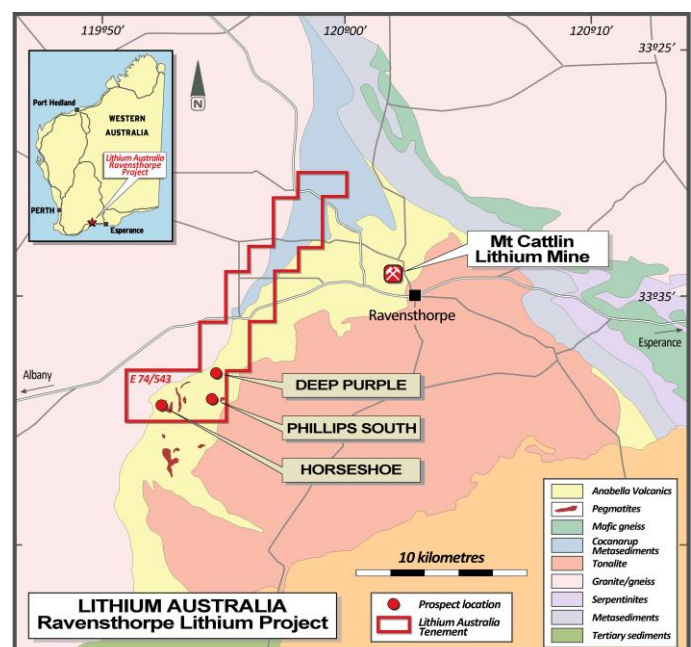 119º50'
120º00'
120º10'
33º25'
Port Hedland
WESTERN
AUSTRALIA
Lithium Australia
Ravensthorpe
Project
PERTH
Esperance
N
Mt Cattlin
Lithium Mine
33º35'
Ravensthorpe
Esperance
Albany
E 74/543
DEEP PURPLE
PHILLIPS SOUTH
HORSESHOE
10 kilometres
LITHIUM AUSTRALIA
Ravensthorpe Lithium Project
Prospect location
Lithium Australia
Tenement
Anabella Volcanics
Pegmatites
Mafic gneiss
Cocanarup
Metasediments
Tonalite
Granite/gneiss
Serpentinites
Metasediments
Tertiary sediments